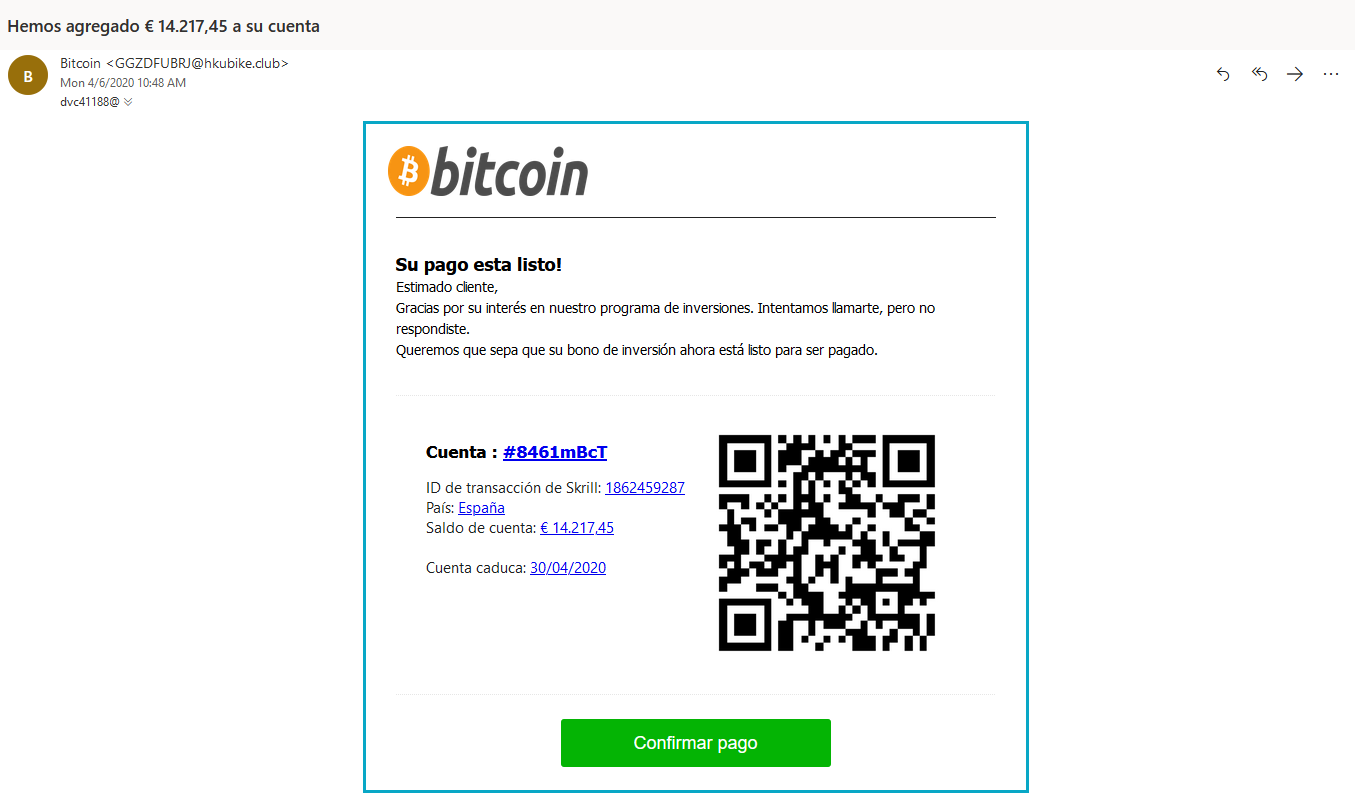 Hemos agregado € 14.217,45 a su cuenta
B
Bitcoin <GGZDFUBRJ@hkubike.club>
Mon 4/6/2020 10:48 AM
dvc41188@
bitcoin
Su pago esta listo!
Estimado cliente,
Gracias por su interés en nuestro programa de inversiones. Intentamos llamarte, pero no
respondiste.
Queremos que sepa que su bono de inversión ahora está listo para ser pagado.
Cuenta : #8461mBcT
ID de transacción de Skrill: 1862459287
País: España
Saldo de cuenta: € 14.217,45
Cuenta caduca: 30/04/2020
Confirmar pago